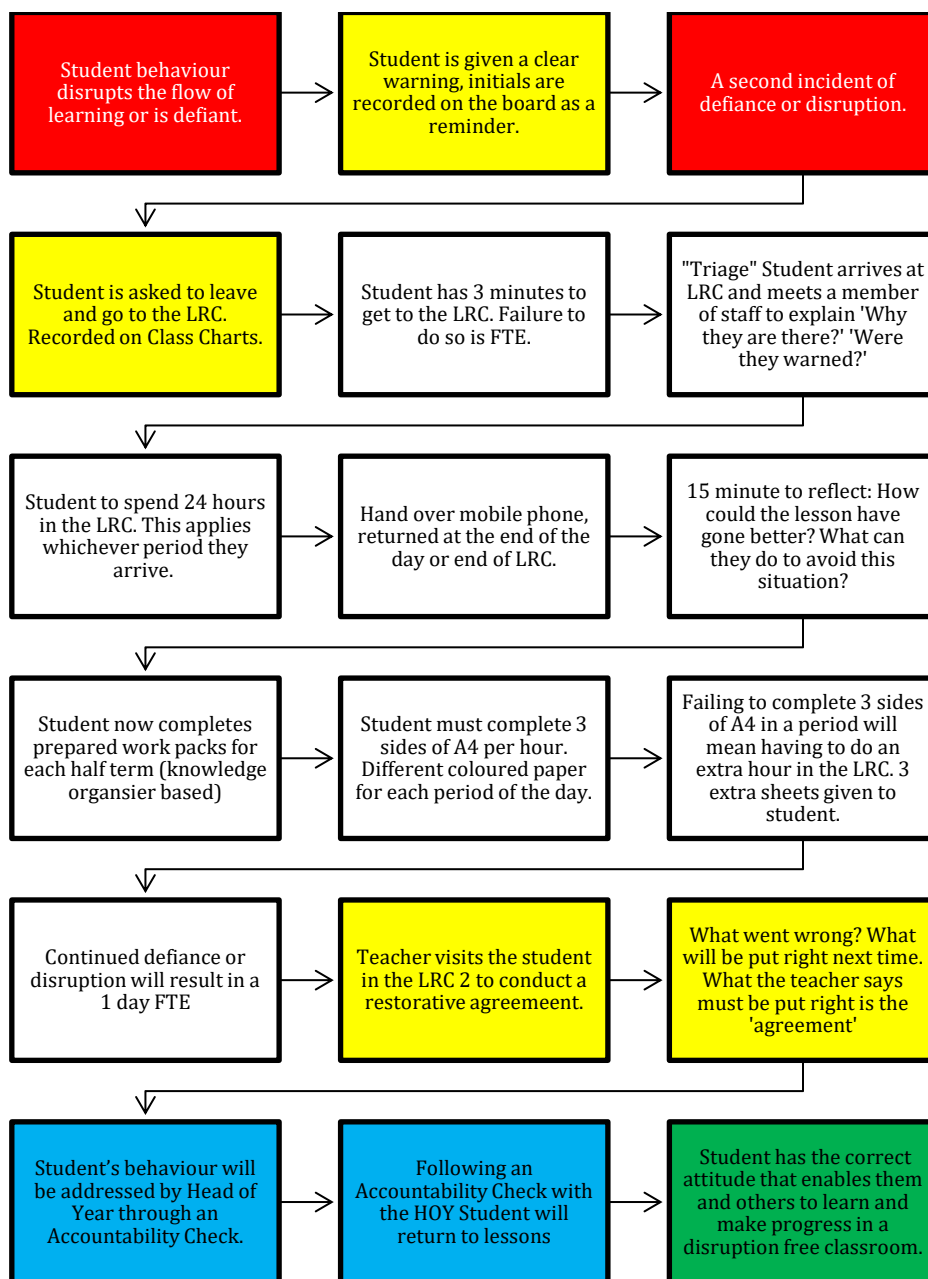 Student behaviour
disrupts the flow of
learning or is defiant.
Student is given a clear
warning, initials are
recorded on the board as a
reminder.
A second incident of
defiance or disruption.
Student is asked to leave
and go to the LRC.
Recorded on Class Charts.
Student has 3 minutes to
get to the LRC. Failure to
do so is FTE.
"Triage" Student arrives at
LRC and meets a member
of staff to explain 'Why
they are there?' 'Were
they warned?'
Student to spend 24 hours
in the LRC. This applies
whichever period they
arrive.
Hand over mobile phone,
returned at the end of the
day or end of LRC.
15 minute to reflect: How
could the lesson have
gone better? What can
they do to avoid this
situation?
Student now completes
prepared work packs for
each half term (knowledge
organsier based)
Student must complete 3
sides of A4 per hour.
Different coloured paper
for each period of the day.
Failing to complete 3 sides
of A4 in a period will
mean having to do an
extra hour in the LRC. 3
extra sheets given to
student.
Continued defiance or
disruption will result in a
1 day FTE
Teacher visits the student
in the LRC 2 to conduct a
restorative agreemeent.
What went wrong? What
will be put right next time.
What the teacher says
must be put right is the
'agreement'
Student’s behaviour will
be addressed by Head of
Year through an
Accountability Check.
Following an
Accountability Check with
the HOY Student will
return to lessons
Student has the correct
attitude that enables them
and others to learn and
make progress in a
disruption free classroom.